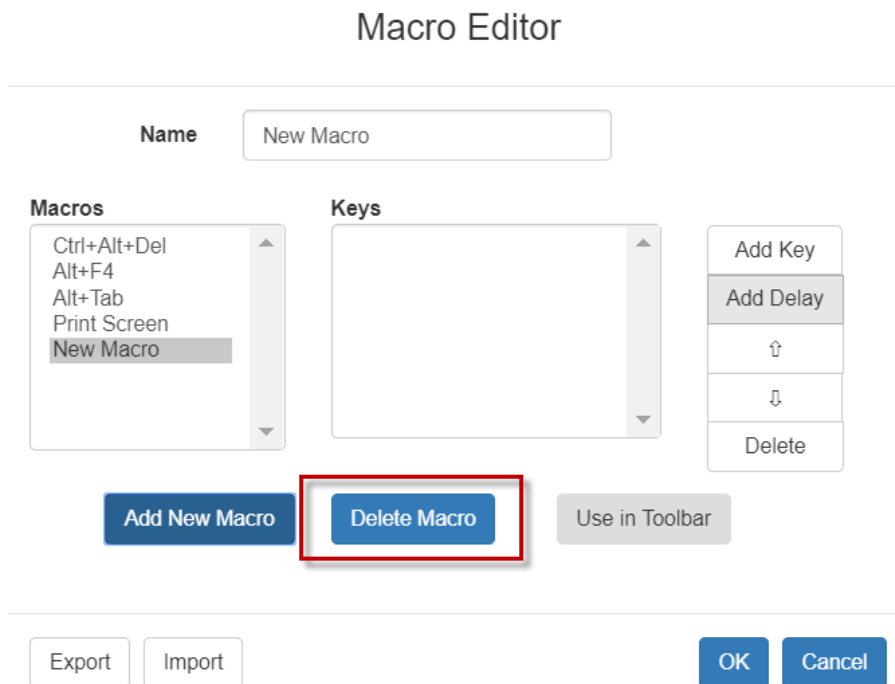 Macro Editor
Name
New Macro
Macros
Keys
Ctrl+Alt+Del
Alt+F4
Alt+Tab
Print Screen
New Macro
Add Key
Add Delay
⇧
⇩
Delete
Add New Macro
Delete Macro
Use in Toolbar
Export
Import
OK
Cancel